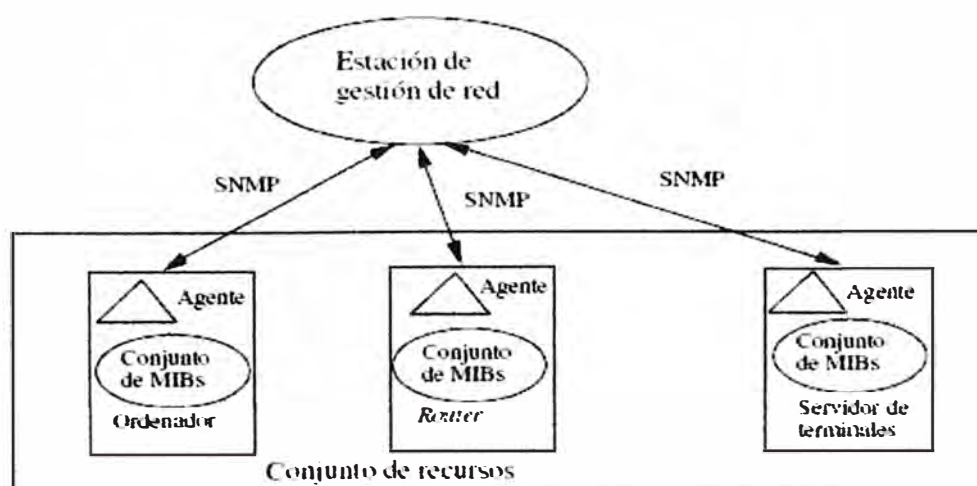 Estación de
gestión de red
SNMP
SNMP
SNMP
Agente
Conjunto
de MIBs
Ordenador
Agente
Conjunto
de MIBs
Router
Agente
Conjunto
de MIBs
Servidor de
terminales
Conjunto de recursos